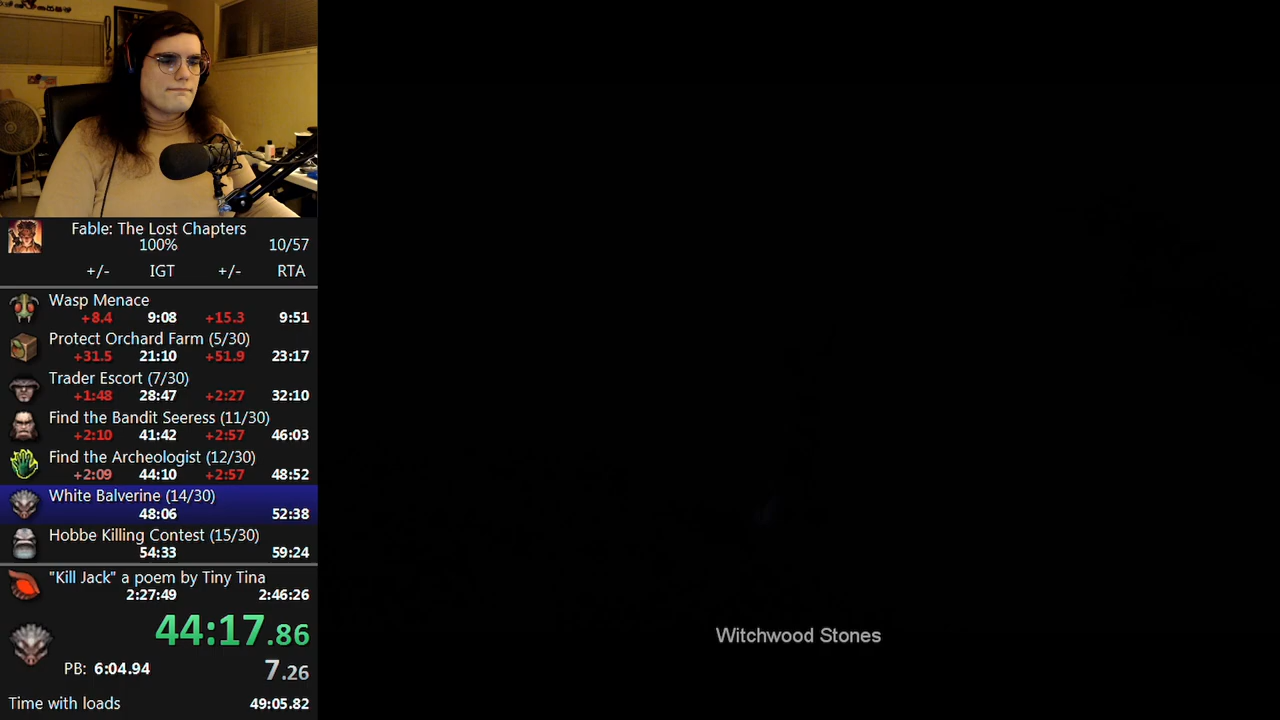 Fable: The Lost Chapters
100% 10/57
+/- IGT +/- RTA
Wasp Menace
+8.4 9:08 +15.3 9:51
Protect Orchard Farm (5/30)
+31.5 21:10 +51.9 23:17
Trader Escort (7/30)
+1:48 28:47 +2:27 32:10
Find the Bandit Seeress (11/30)
+2:10 41:42 +2:57 46:03
Find the Archeologist (12/30)
+2:09 44:10 +2:57 48:52
White Balverine (14/30)
48:06 52:38
Hobbe Killing Contest (15/30)
54:33 59:24
"Kill Jack" a poem by Tiny Tina
2:27:49 2:46:26
44:17.86
PB: 6:04.94 7.26
Time with loads 49:05.82
Witchwood Stones